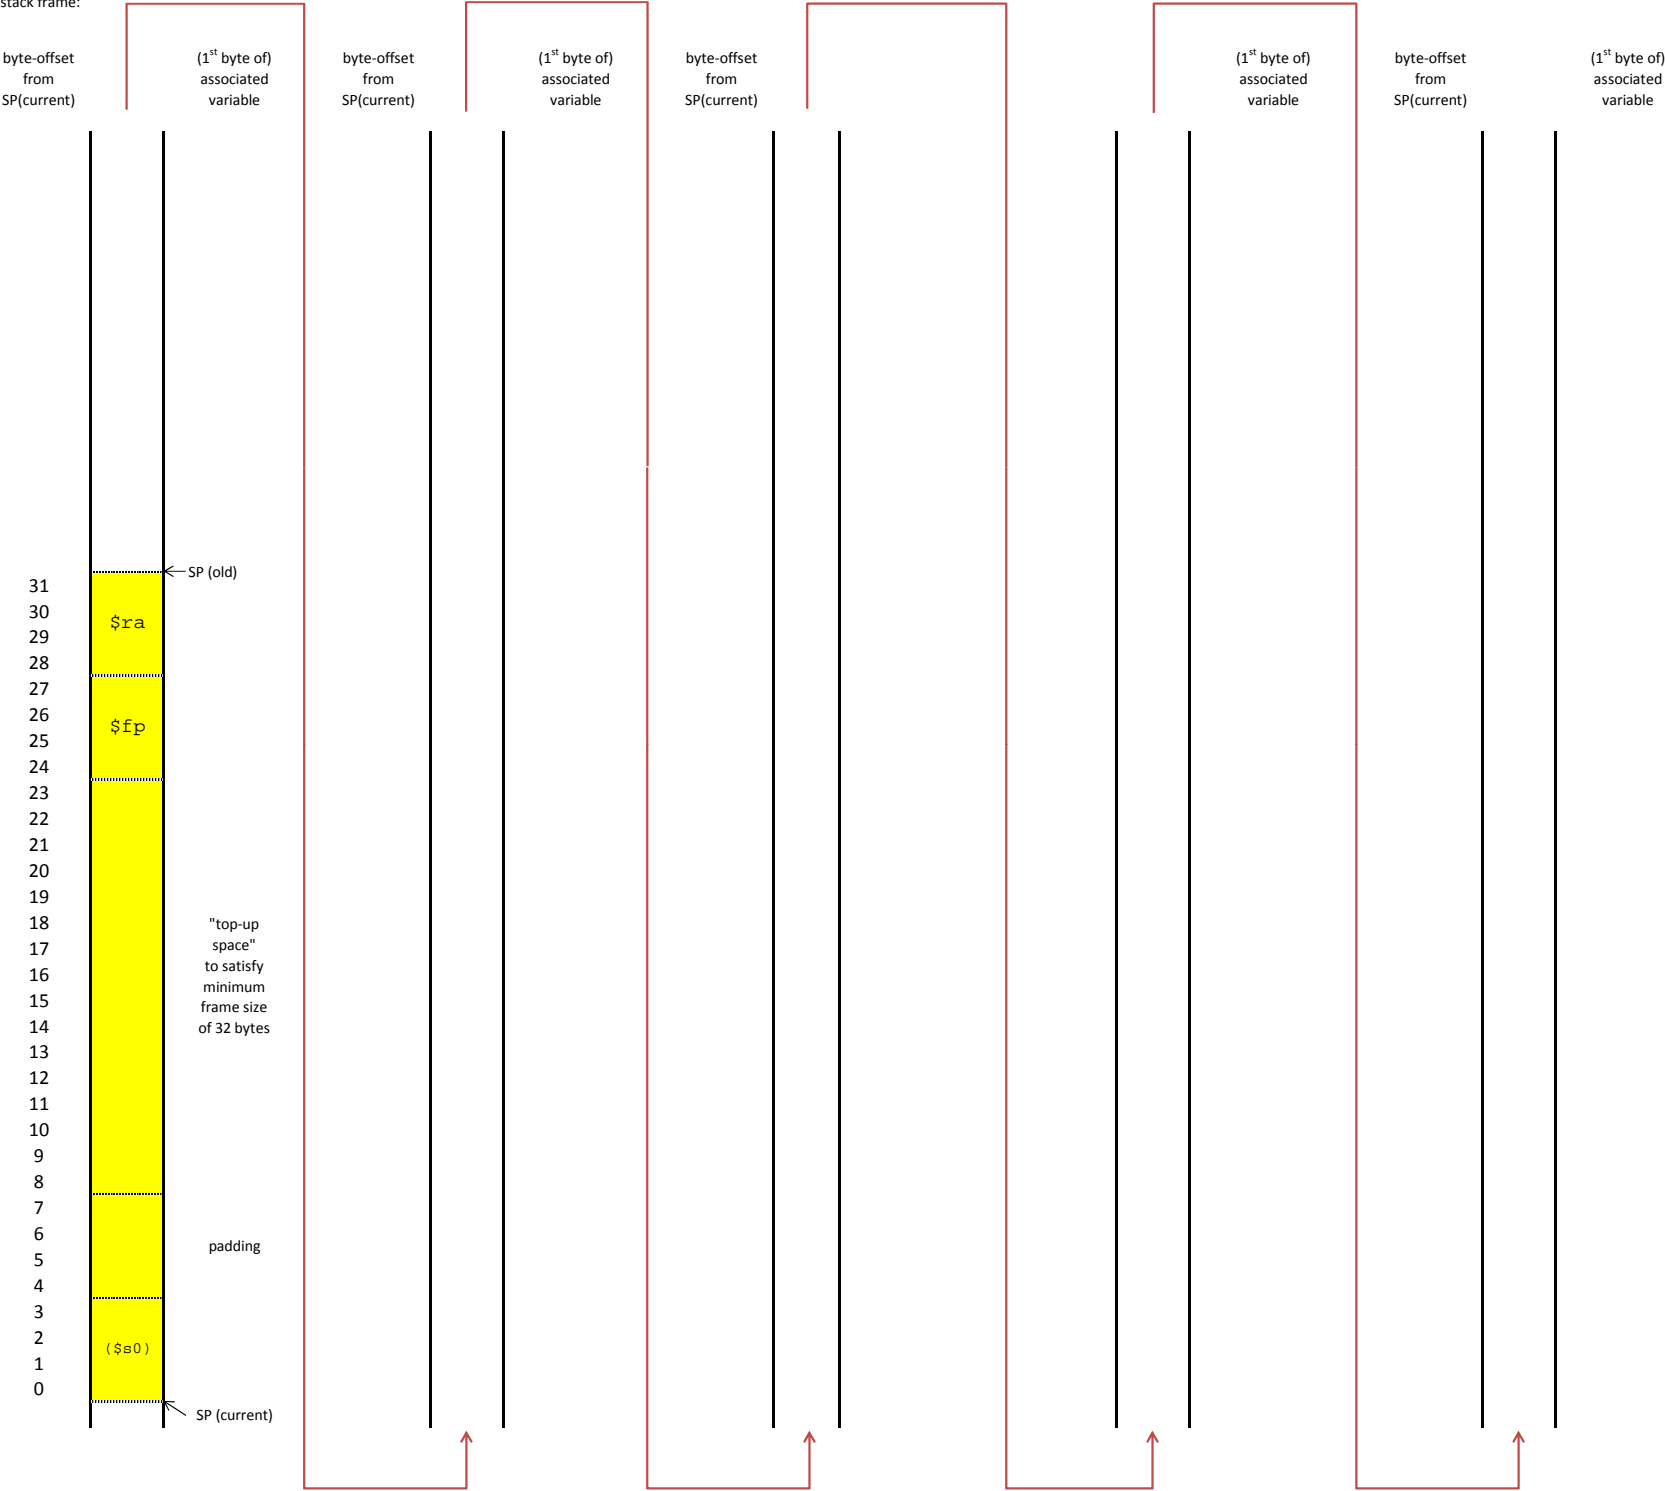 stack frame:
byte-offset
from
SP(current)
(1st byte of)
associated
variable
byte-offset
from
SP(current)
(1st byte of)
associated
variable
byte-offset
from
SP(current)
(1st byte of)
associated
variable
byte-offset
from
SP(current)
(1st byte of)
associated
variable
SP (old)
31
30
$ra
29
28
27
26
$fp
25
24
23
22
21
20
19
18
17
16
15
14
13
12
11
10
9
8
"top-up
space"
to satisfy
minimum
frame size
of 32 bytes
7
6
padding
5
4
3
2
($s0)
1
0
SP (current)